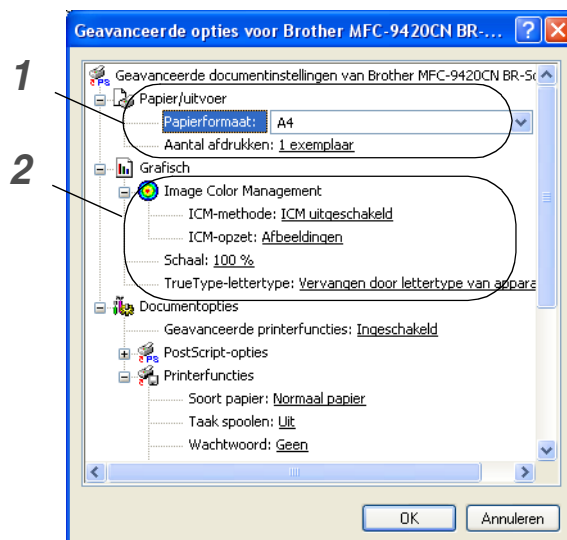 Geavanceerde opties voor Brother MFC-9420CN BR-...
Geavanceerde documentinstellingen van Brother MFC-9420CN BR-Sc
1
Papier/uitvoer
Papierformaat: A4
Aantal afdrukken: 1 exemplaar
2
Grafisch
Image Color Management
ICM-methode: ICM uitgeschakeld
ICM-opzet: Afbeeldingen
Schaal: 100 %
TrueType-lettertype: Vervangen door lettertype van appara
Documentopties
Geavanceerde printerfuncties: Ingeschakeld
PostScript-opties
Printerfuncties
Soort papier: Normaal papier
Taak spoolen: Uit
Wachtwoord: Geen
OK Annuleren